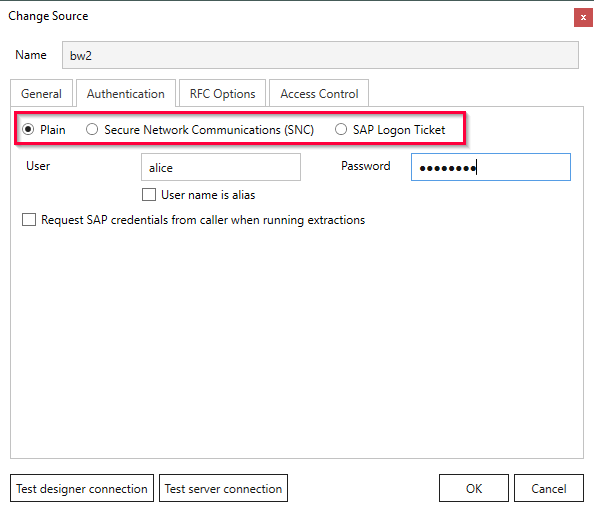 Change Source
x
Name bw2
General Authentication RFC Options Access Control
Plain Secure Network Communications (SNC) SAP Logon Ticket
User alice Password ●●●●●●●●
User name is alias
Request SAP credentials from caller when running extractions
Test designer connection Test server connection OK Cancel